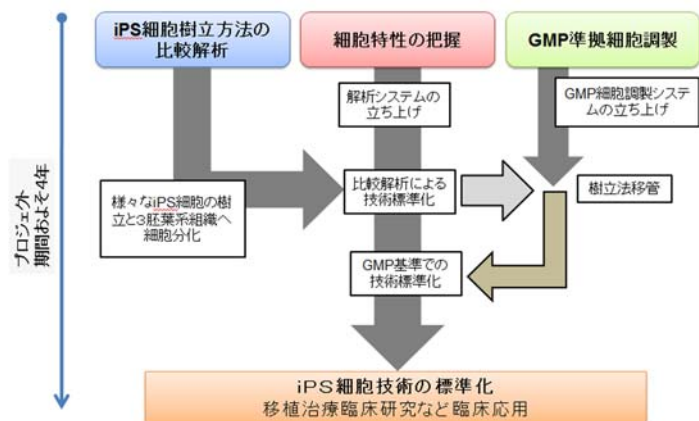 iPS細胞樹立方法の
比較解析
細胞特性の把握
GMP準拠細胞調製
解析システムの
立ち上げ
GMP細胞調製システ
ムの立ち上げ
プロジェクト
期間およそ4年
様々なiPS細胞の樹
立と3胚葉系組織へ
細胞分化
比較解析による
技術標準化
樹立法移管
GMP基準での
技術標準化
iPS細胞技術の標準化
移植治療臨床研究など臨床応用